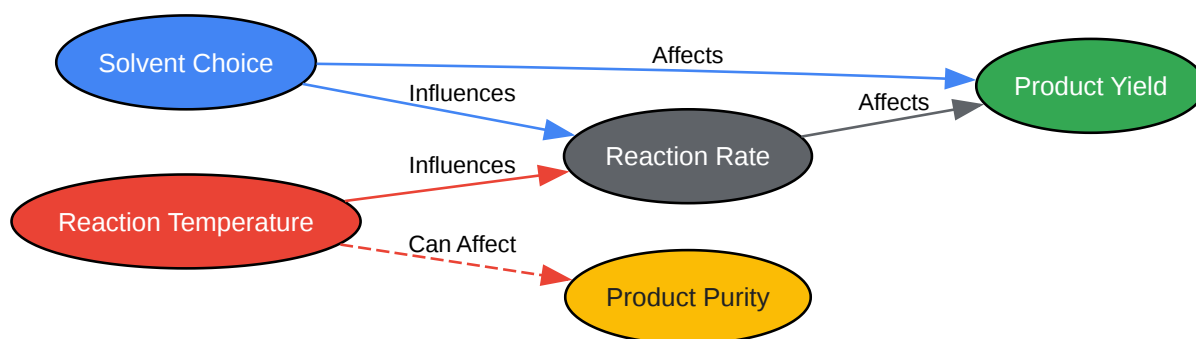 Solvent Choice
Affects
Product Yield
Influences
Affects
Reaction Rate
Influences
Reaction Temperature
Can Affect
Product Purity